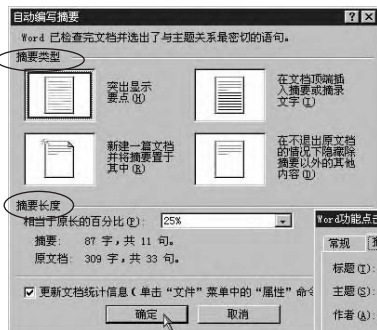 自动编写摘要
Word 已检查完文档并选出了与主题关系最密切的语句。
摘要类型
突出显示
要点(H)
在文档顶端插
入摘要或摘录
文字(T)
新建一篇文档
并将摘要置于
其中(R)
在不退出原文档
的情况下隐藏除
摘要以外的其他
内容(D)
摘要长度
相当于原长的百分比(P): 25%
摘要: 87 字，共 11 句。
原文档: 309 字，共 33 句。
更新文档统计信息(单击“文件”菜单中的“属性”命
确定 取消
Word功能点击
常规
标题(T):
主题(S):
作者(A):